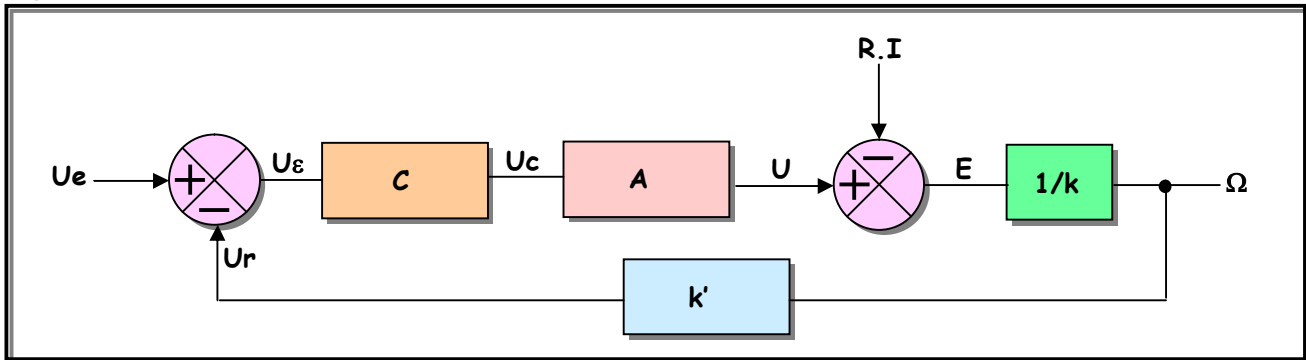 R.I
Ue + − Uε C Uc A U + − E 1/k Ω
Ur
k'